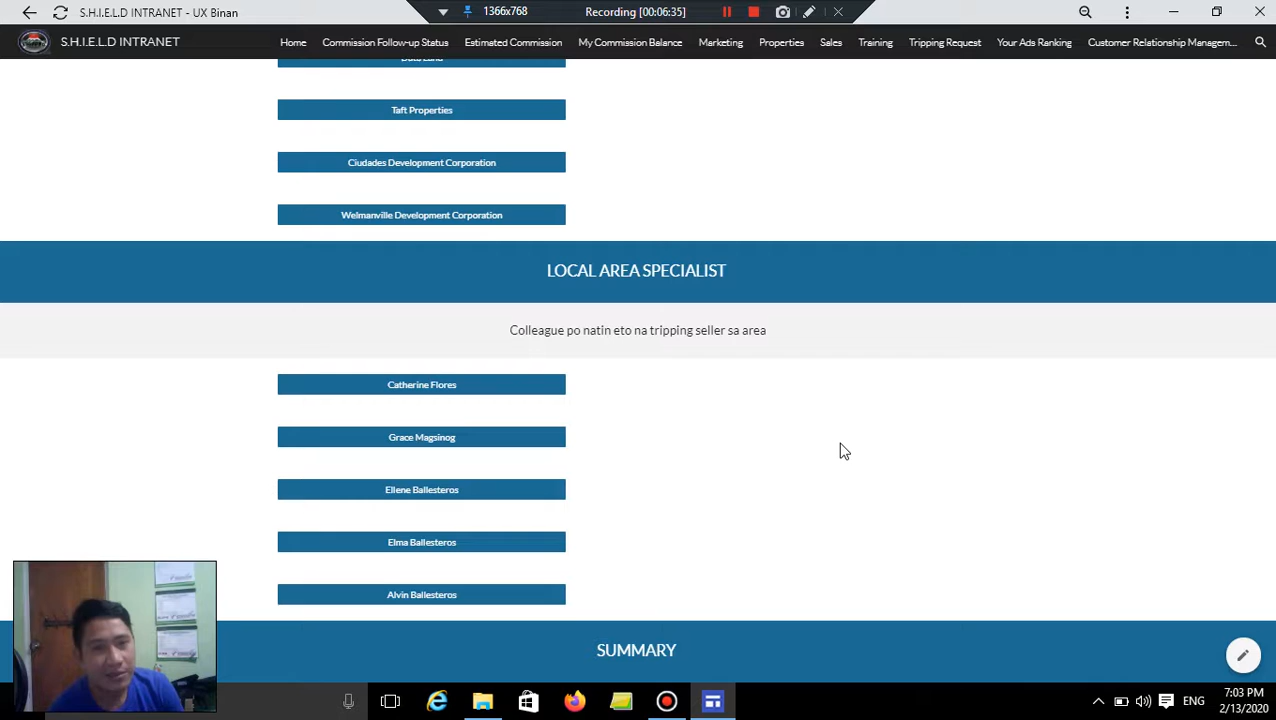 S.H.I.E.L.D INTRANET - UX Binan
1366x768
Recording [00:06:35]
S.H.I.E.L.D INTRANET
Home
Commission Follow-up Status
Estimated Commission
My Commission Balance
Marketing
Properties
Sales
Training
Tripping Request
Your Ads Ranking
Customer Relationship Managem...
Taft Properties
Ciudades Development Corporation
Welmanville Development Corporation
LOCAL AREA SPECIALIST
Colleague po natin eto na tripping seller sa area
Catherine Flores
Grace Magsinog
Ellene Ballesteros
Elma Ballesteros
Alvin Ballesteros
SUMMARY
ENG
7:03 PM
2/13/2020